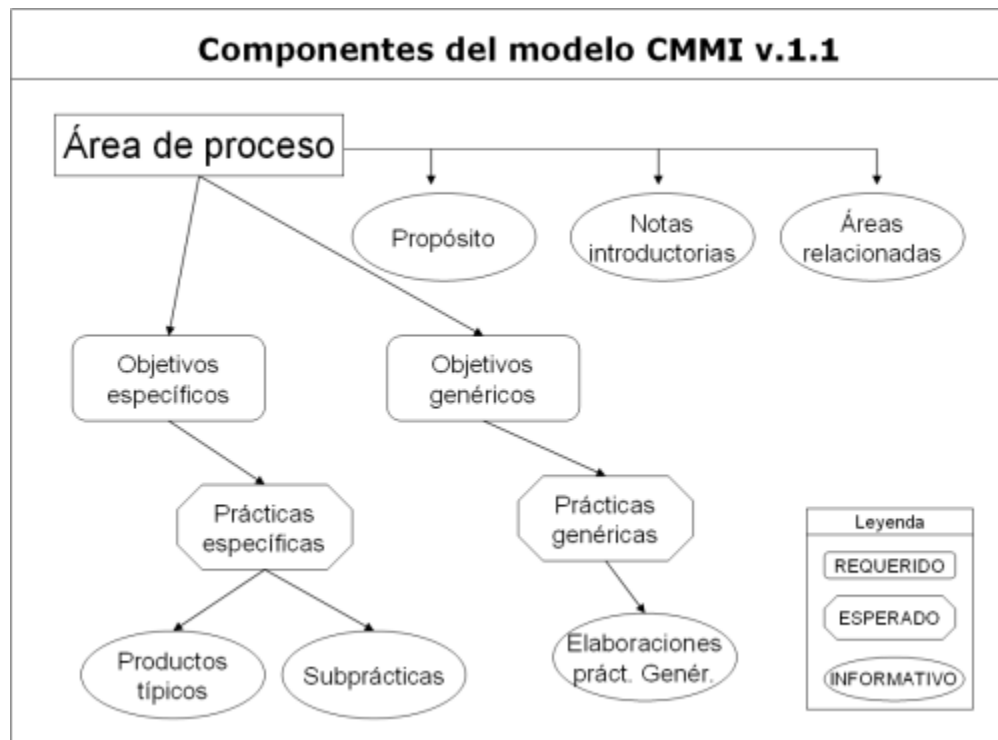 Componentes del modelo CMMI v.1.1
Área de proceso
Propósito
Notas
introductorias
Áreas
relacionadas
Objetivos
específicos
Objetivos
genéricos
Prácticas
específicas
Prácticas
genéricas
Productos
típicos
Subprácticas
Elaboraciones
práct. Genér.
Leyenda
REQUERIDO
ESPERADO
INFORMATIVO